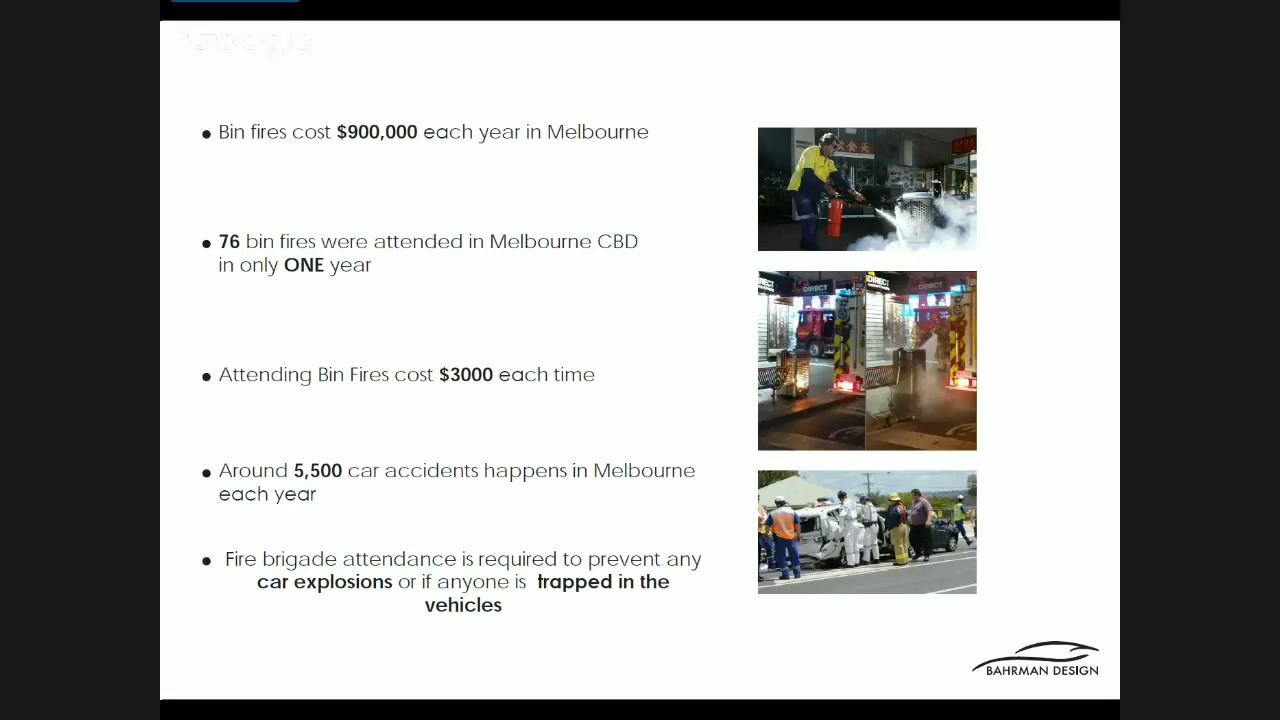 Google
• Bin fires cost $900,000 each year in Melbourne
• 76 bin fires were attended in Melbourne CBD
in only ONE year
• Attending Bin Fires cost $3000 each time
• Around 5,500 car accidents happens in Melbourne
each year
• Fire brigade attendance is required to prevent any
car explosions or if anyone is trapped in the
vehicles
DIRECT
DIRECT
BAHRMAN DESIGN